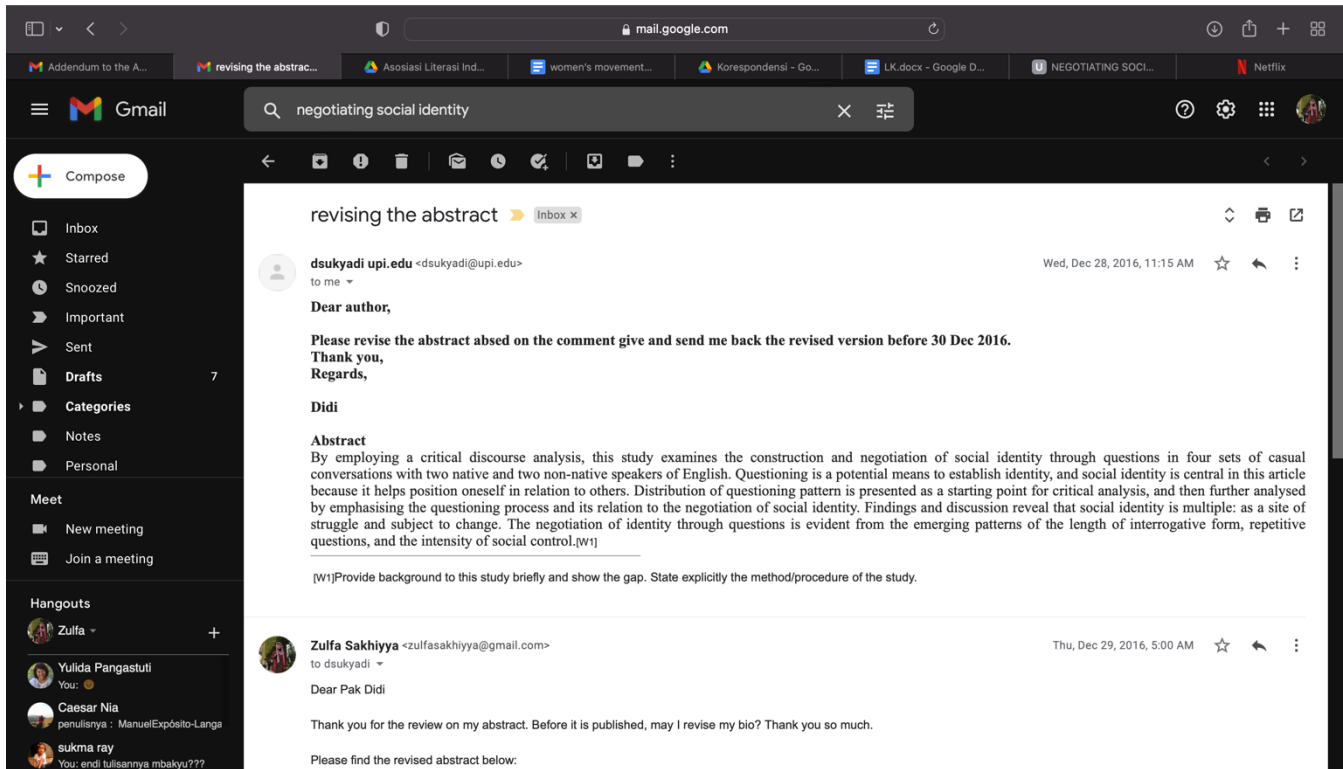 mail.google.com
Addendum to the A...
revising the abstrac...
Asosiasi Literasi Ind...
women's movement...
Korespondensi - Go...
LK.docx - Google D...
U NEGOTIATING SOCI...
N Netflix
Gmail
negotiating social identity
Compose
Inbox
Starred
Snoozed
Important
Sent
Drafts 7
Categories
Notes
Personal
Meet
New meeting
Join a meeting
Hangouts
Zulfa
Yulida Pangastuti
You:
Caesar Nia
penulisnya : ManuelExpósito-Langa
sukma ray
You: endi tulisannya mbakyu???
revising the abstract Inbox x
dsukyadi upi.edu <dsukyadi@upi.edu> Wed, Dec 28, 2016, 11:15 AM
to me
Dear author,
Please revise the abstract absed on the comment give and send me back the revised version before 30 Dec 2016.
Thank you,
Regards,
Didi
Abstract
By employing a critical discourse analysis, this study examines the construction and negotiation of social identity through questions in four sets of casual
conversations with two native and two non-native speakers of English. Questioning is a potential means to establish identity, and social identity is central in this article
because it helps position oneself in relation to others. Distribution of questioning pattern is presented as a starting point for critical analysis, and then further analysed
by emphasising the questioning process and its relation to the negotiation of social identity. Findings and discussion reveal that social identity is multiple: as a site of
struggle and subject to change. The negotiation of identity through questions is evident from the emerging patterns of the length of interrogative form, repetitive
questions, and the intensity of social control.[W1]
[W1]Provide background to this study briefly and show the gap. State explicitly the method/procedure of the study.
Zulfa Sakhiyya <zulfasakhiyya@gmail.com> Thu, Dec 29, 2016, 5:00 AM
to dsukyadi
Dear Pak Didi
Thank you for the review on my abstract. Before it is published, may I revise my bio? Thank you so much.
Please find the revised abstract below: